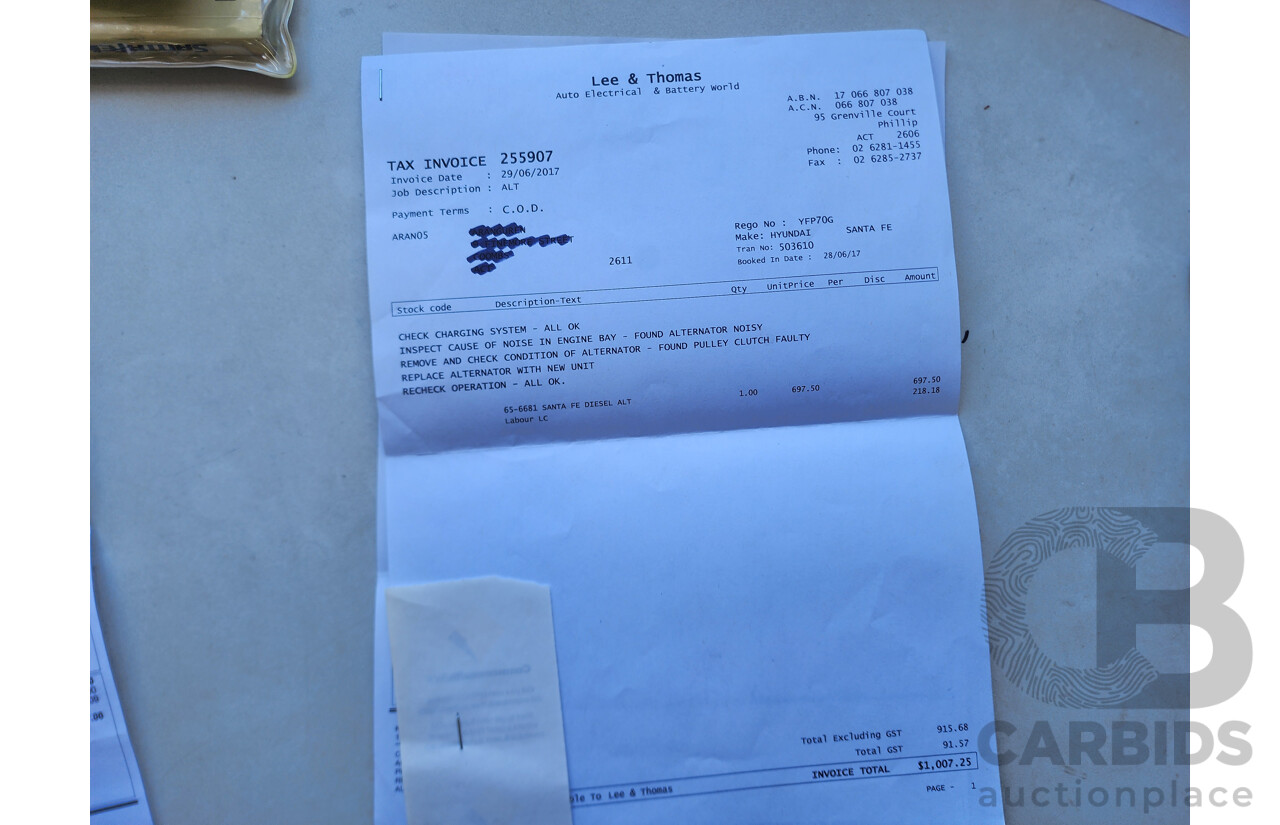 Lee & Thomas
Auto Electrical & Battery World
A.B.N. 17 066 807 038
A.C.N. 066 807 038
95 Grenville Court
Phillip
ACT 2606
Phone: 02 6281-1455
Fax : 02 6285-2737
TAX INVOICE 255907
Invoice Date : 29/06/2017
Job Description : ALT
Payment Terms : C.O.D.
ARAN05
STREET
2611
Rego No : YFP70G
Make: HYUNDAI SANTA FE
Tran No: 503610
Booked In Date : 28/06/17
Stock code Description-Text Qty UnitPrice Per Disc Amount
CHECK CHARGING SYSTEM - ALL OK
INSPECT CAUSE OF NOISE IN ENGINE BAY - FOUND ALTERNATOR NOISY
REMOVE AND CHECK CONDITION OF ALTERNATOR - FOUND PULLEY CLUTCH FAULTY
REPLACE ALTERNATOR WITH NEW UNIT
RECHECK OPERATION - ALL OK.
65-6681 SANTA FE DIESEL ALT 1.00 697.50 697.50
Labour LC 218.18
Total Excluding GST 915.68
Total GST 91.57
INVOICE TOTAL $1,007.25
To Lee & Thomas
PAGE - 1
CARBIDS
auctionplace